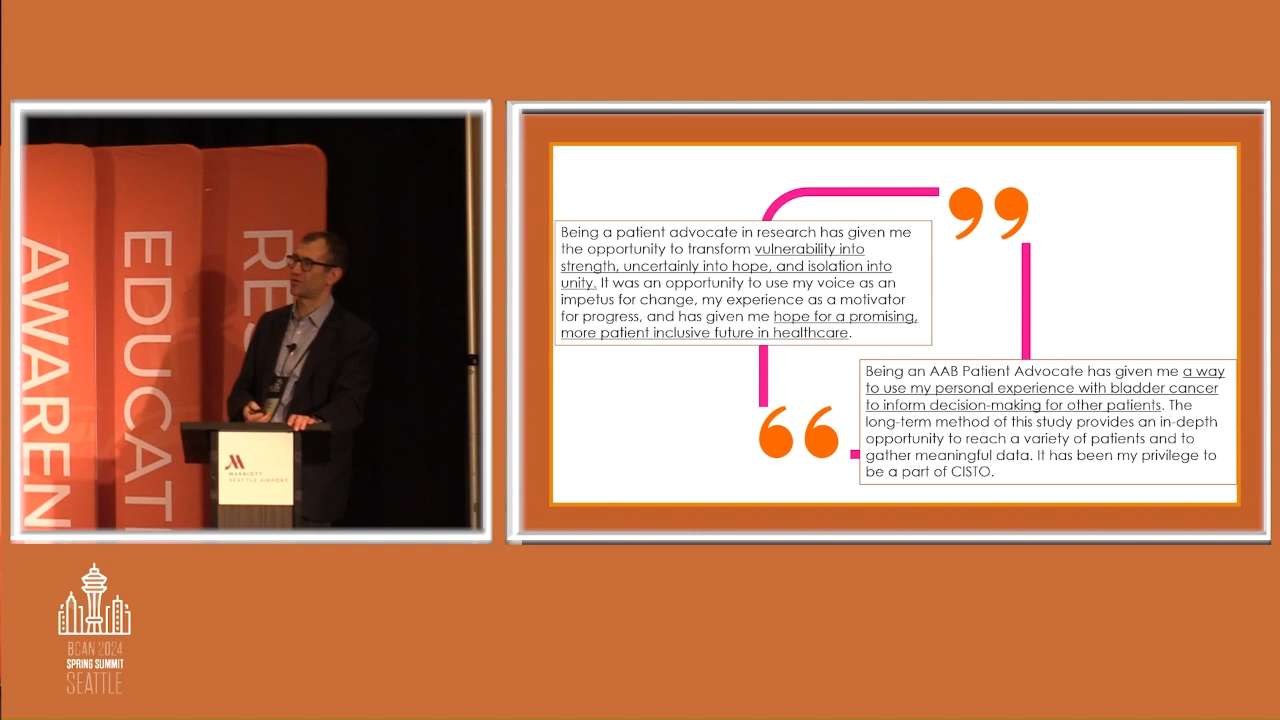 AWAREN
EDUCATI
RES
MARRIOTT
SEATTLE AIRPORT
Being a patient advocate in research has given me
the opportunity to transform vulnerability into
strength, uncertainly into hope, and isolation into
unity. It was an opportunity to use my voice as an
impetus for change, my experience as a motivator
for progress, and has given me hope for a promising,
more patient inclusive future in healthcare.
Being an AAB Patient Advocate has given me a way
to use my personal experience with bladder cancer
to inform decision-making for other patients. The
long-term method of this study provides an in-depth
opportunity to reach a variety of patients and to
gather meaningful data. It has been my privilege to
be a part of CISTO.
BCAN 2024
SPRING SUMMIT
SEATTLE